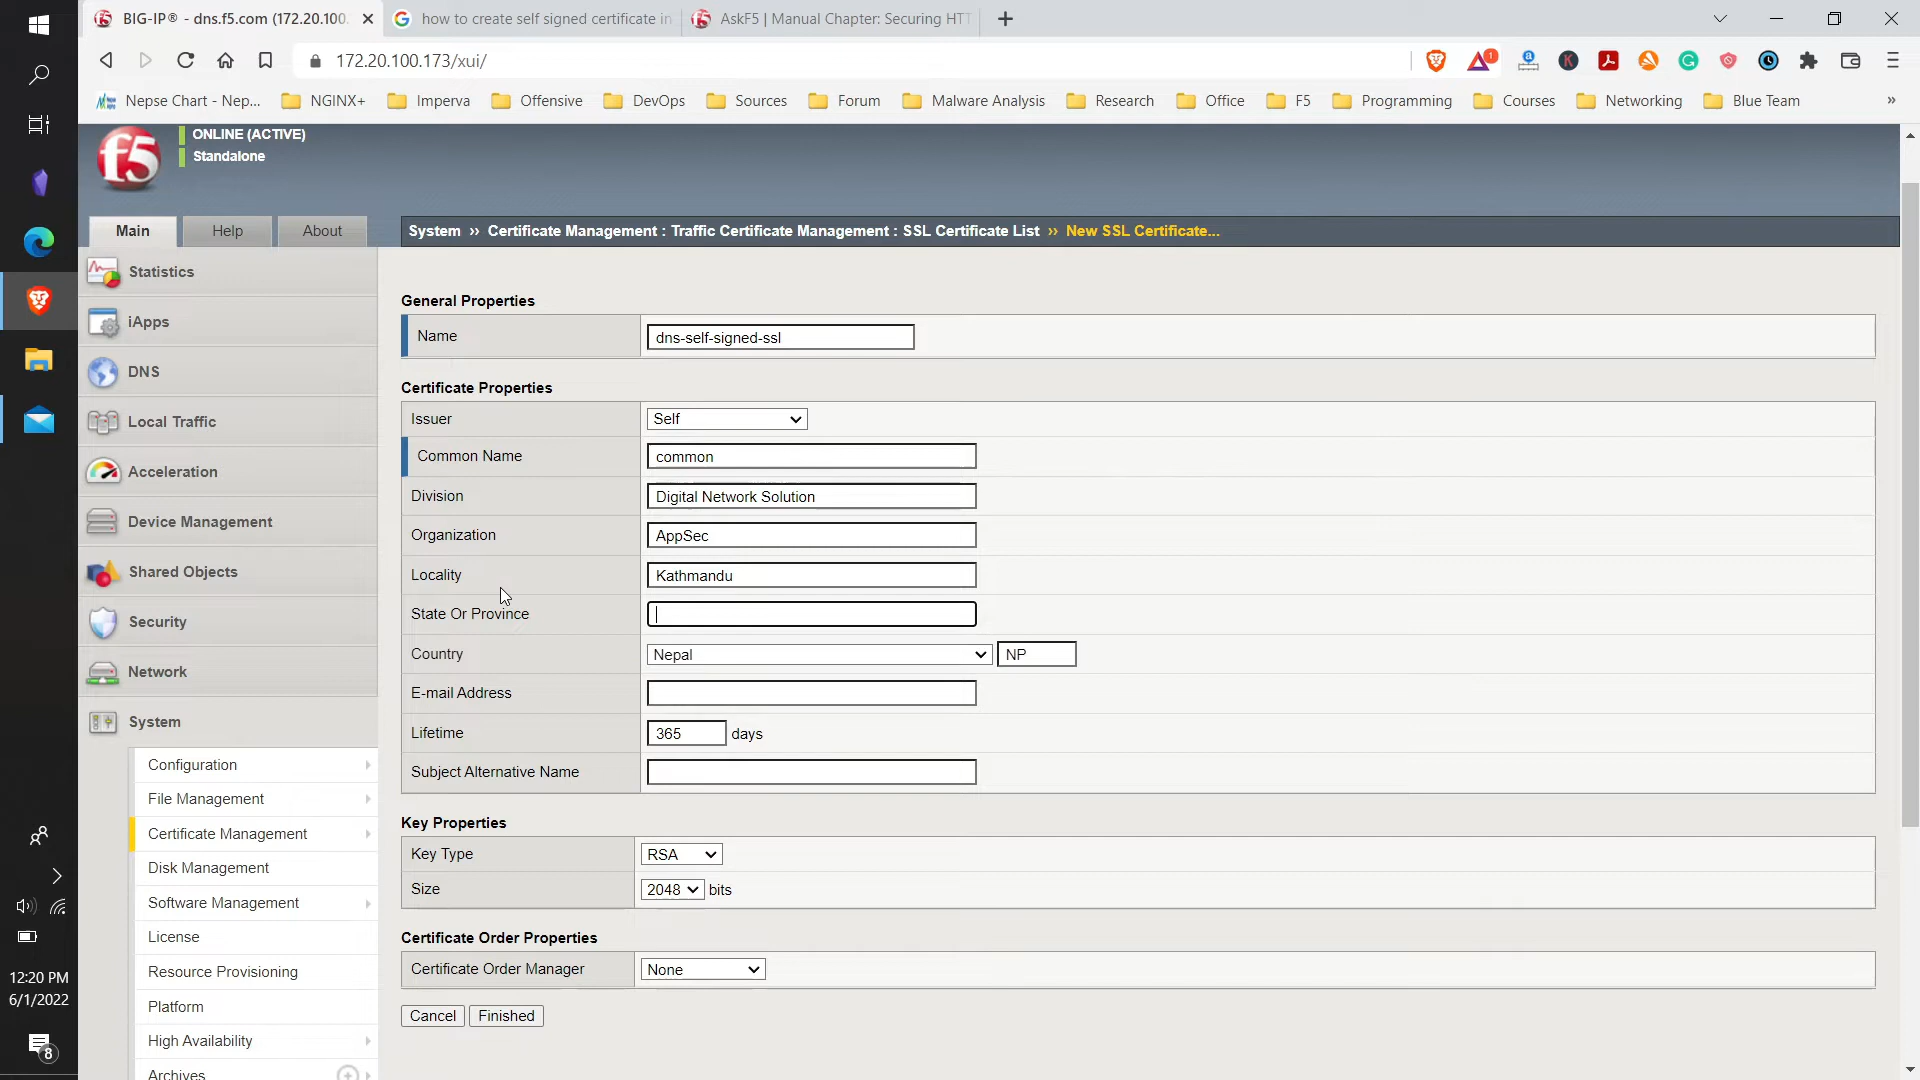 BIG-IP® - dns.f5.com (172.20.100.
how to create self signed certificate in
AskF5 | Manual Chapter: Securing HTT
172.20.100.173/xui/
1
Nepse Chart - Nep...
NGINX+
Imperva
Offensive
DevOps
Sources
Forum
Malware Analysis
Research
Office
F5
Programming
Courses
Networking
Blue Team
»
f5
ONLINE (ACTIVE)
Standalone
Main
Help
About
System ›› Certificate Management : Traffic Certificate Management : SSL Certificate List ›› New SSL Certificate...
Statistics
iApps
DNS
Local Traffic
Acceleration
Device Management
Shared Objects
Security
Network
System
Configuration
File Management
Certificate Management
Disk Management
Software Management
License
Resource Provisioning
Platform
High Availability
Archives
General Properties
Name dns-self-signed-ssl
Certificate Properties
Issuer Self
Common Name common
Division Digital Network Solution
Organization AppSec
Locality Kathmandu
State Or Province
Country Nepal NP
E-mail Address
Lifetime 365 days
Subject Alternative Name
Key Properties
Key Type RSA
Size 2048 bits
Certificate Order Properties
Certificate Order Manager None
Cancel Finished
12:20 PM
6/1/2022
8